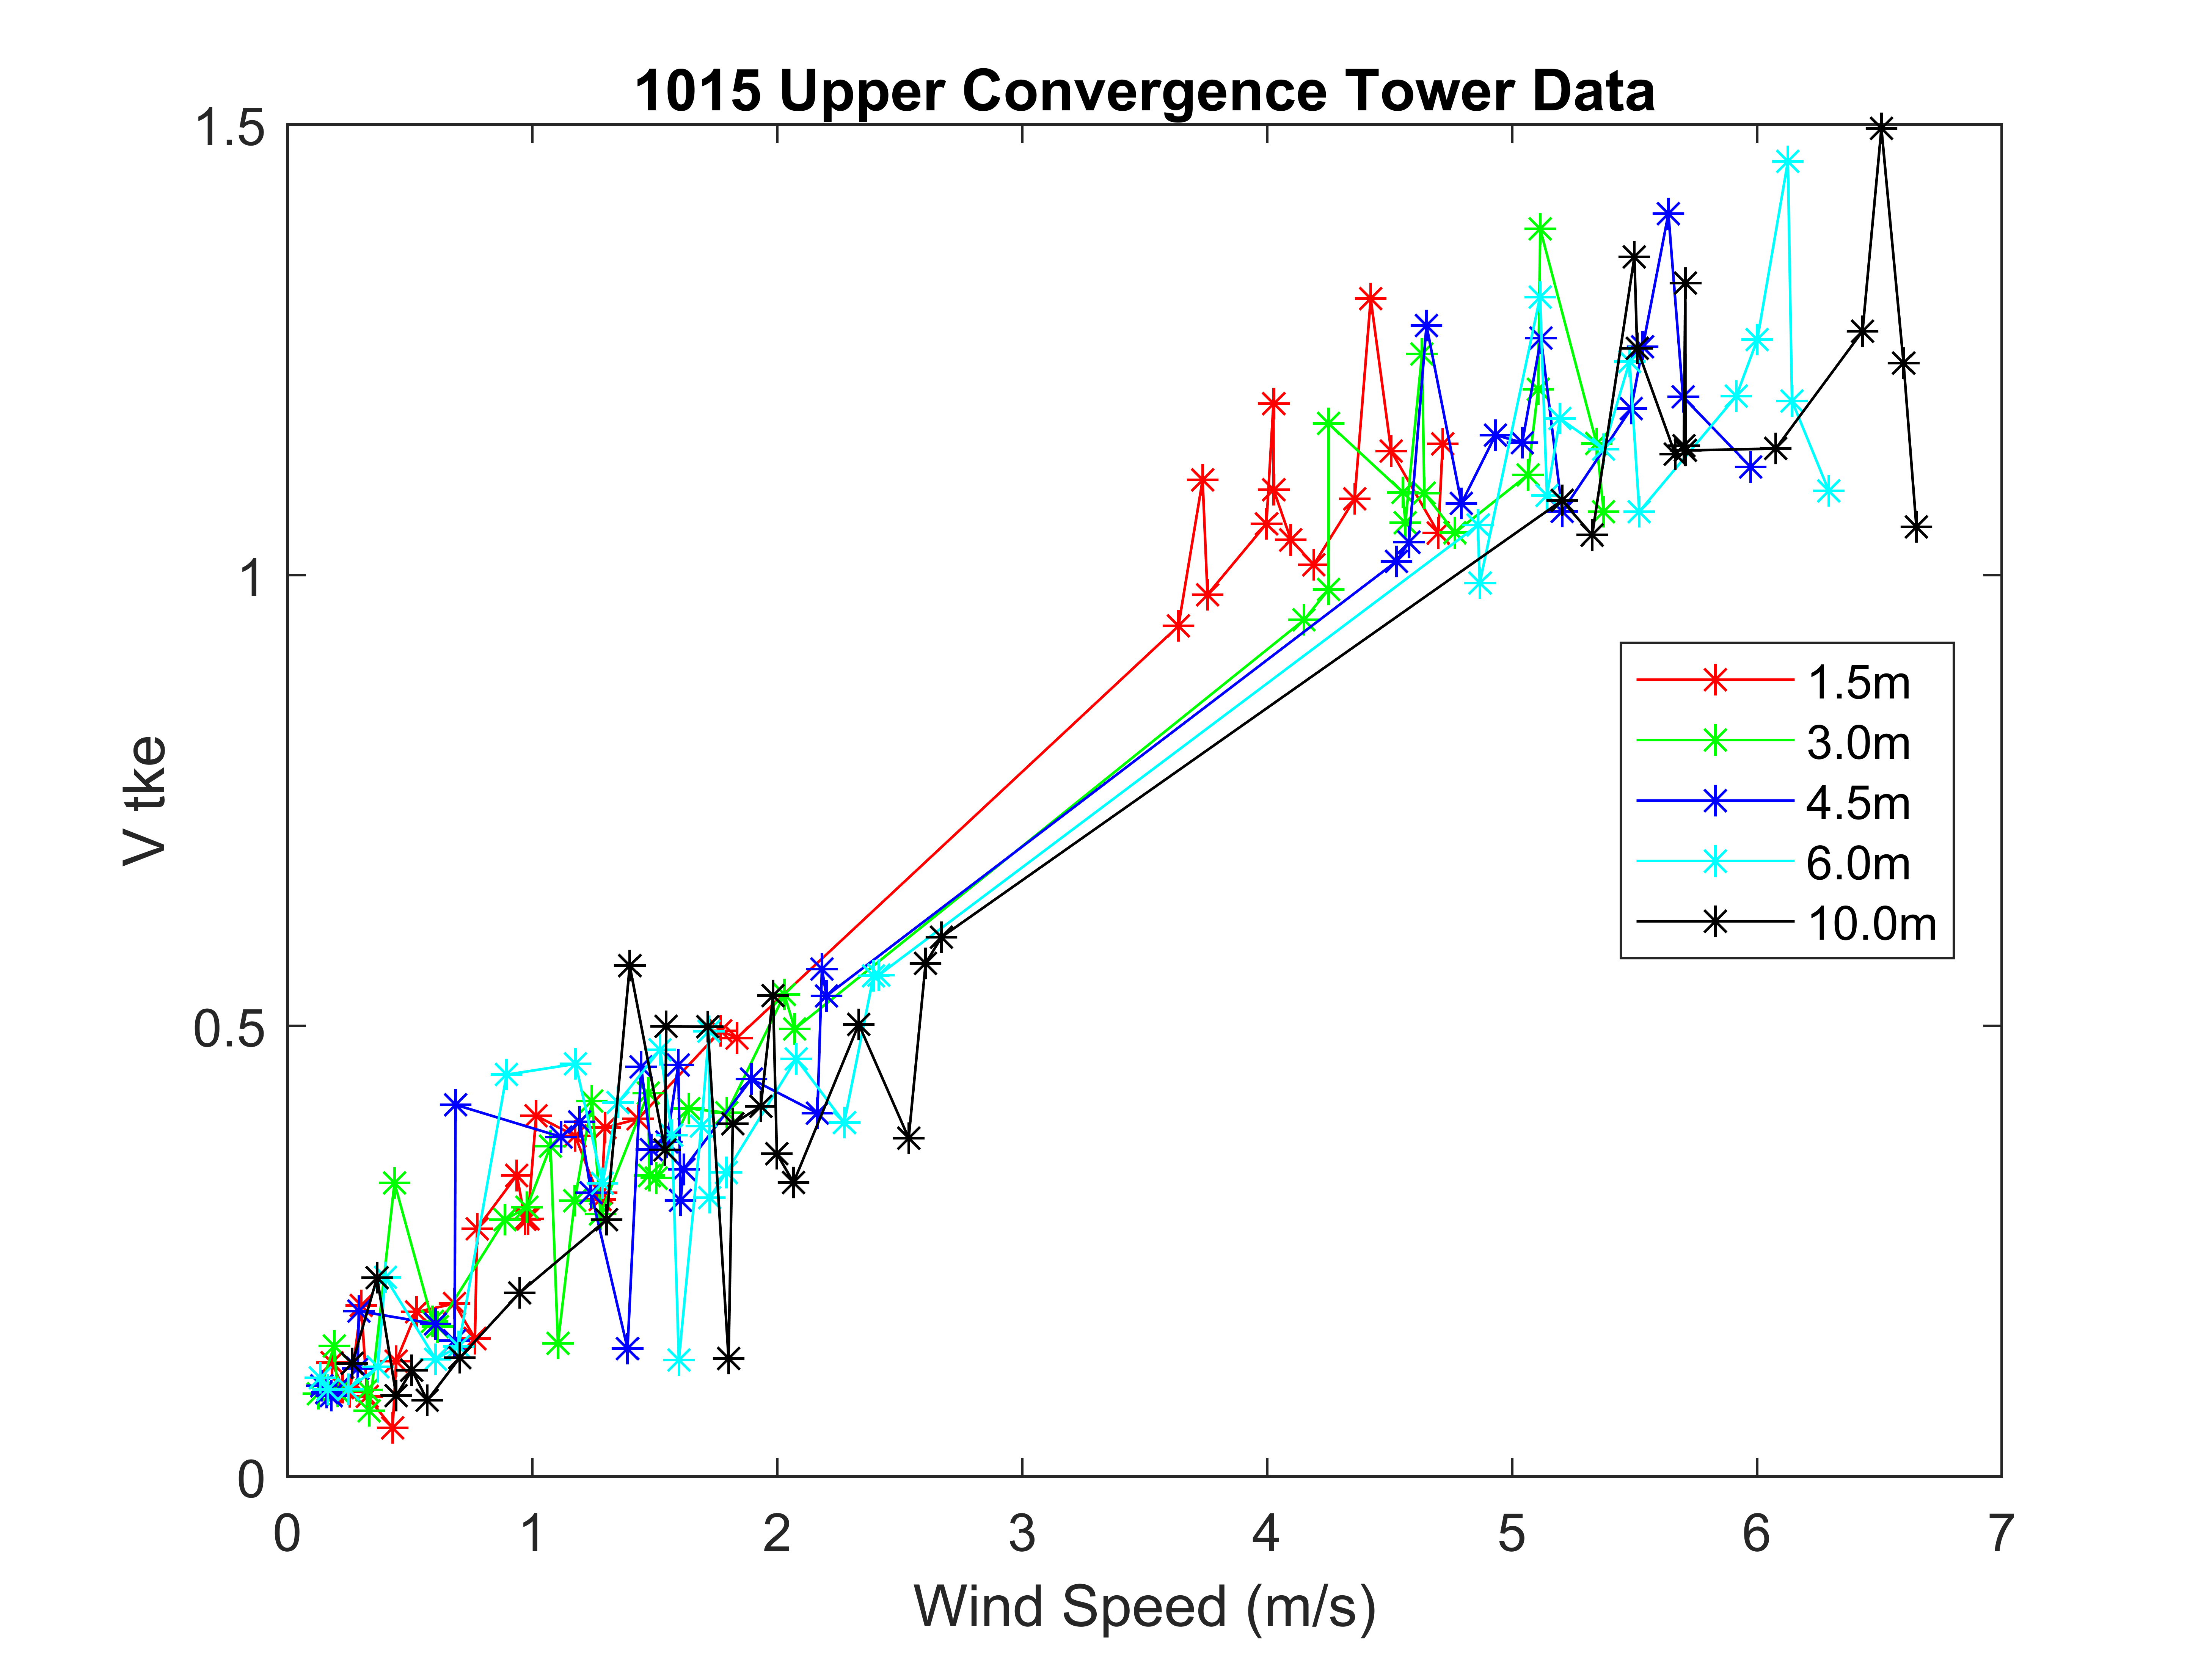 1015 Upper Convergence Tower Data
1.5
1
0.5
0
V tke
1.5m
3.0m
4.5m
6.0m
10.0m
0 1 2 3 4 5 6 7
Wind Speed (m/s)